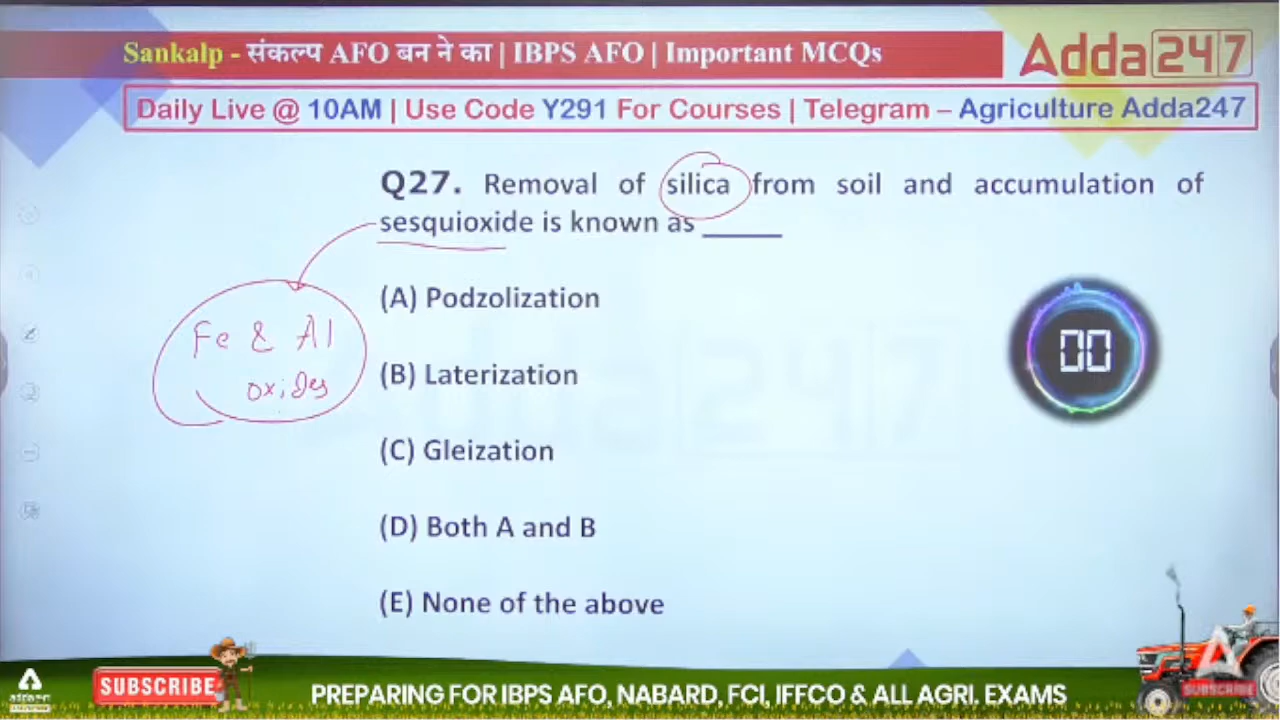 Sankalp - संकल्प AFO बन ने का | IBPS AFO | Important MCQs
Adda247
Daily Live @ 10AM | Use Code Y291 For Courses | Telegram – Agriculture Adda247
Q27. Removal of silica from soil and accumulation of
sesquioxide is known as _____
Fe & Al
oxides
(A) Podzolization
(B) Laterization
(C) Gleization
(D) Both A and B
(E) None of the above
00
SUBSCRIBE
PREPARING FOR IBPS AFO, NABARD, FCI, IFFCO & ALL AGRI. EXAMS
SUBSCRIBE